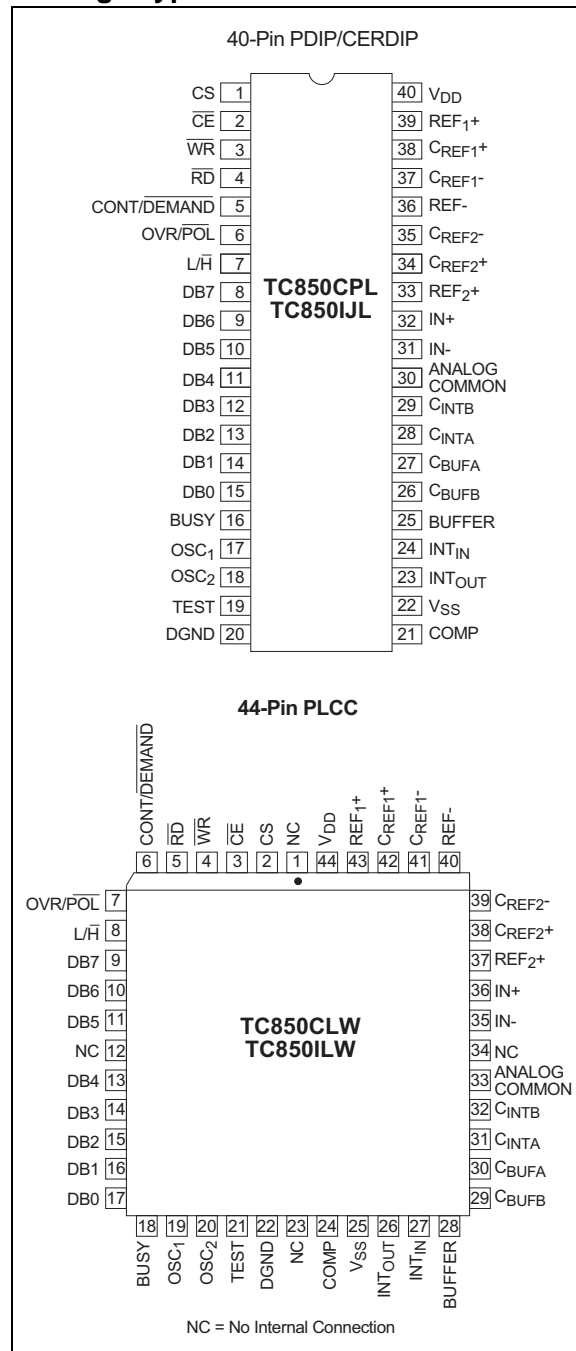 40-Pin PDIP/CERDIP
CS 1 40 VDD
CE 2 39 REF1+
WR 3 38 CREF1+
RD 4 37 CREF1-
CONT/DEMAND 5 36 REF-
OVR/POL 6 35 CREF2-
L/H 7 34 CREF2+
DB7 8 TC850CPL 33 REF2+
DB6 9 TC850IJL 32 IN+
DB5 10 31 IN-
DB4 11 30 ANALOG COMMON
DB3 12 29 CINTB
DB2 13 28 CINTA
DB1 14 27 CBUFA
DB0 15 26 CBUFB
BUSY 16 25 BUFFER
OSC1 17 24 INTIN
OSC2 18 23 INTOUT
TEST 19 22 VSS
DGND 20 21 COMP
44-Pin PLCC
CONT/DEMAND RD WR CE CS NC VDD REF1+ CREF1+ CREF1- REF-
6 5 4 3 2 1 44 43 42 41 40
OVR/POL 7 39 CREF2-
L/H 8 38 CREF2+
DB7 9 37 REF2+
DB6 10 36 IN+
DB5 11 TC850CLW 35 IN-
NC 12 TC850ILW 34 NC
DB4 13 33 ANALOG COMMON
DB3 14 32 CINTB
DB2 15 31 CINTA
DB1 16 30 CBUFA
DB0 17 29 CBUFB
18 19 20 21 22 23 24 25 26 27 28
BUSY OSC1 OSC2 TEST DGND NC COMP VSS INTOUT INTIN BUFFER
NC = No Internal Connection